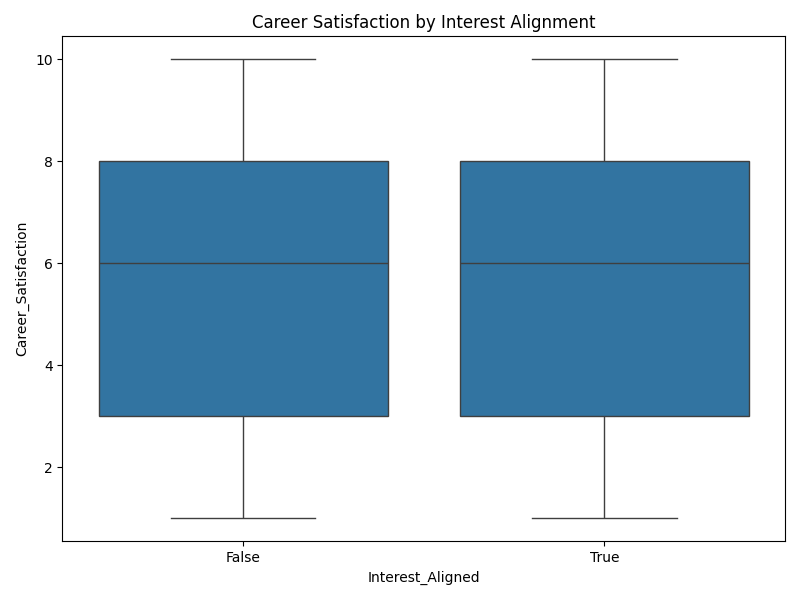 Career Satisfaction by Interest Alignment
10
8
6
4
2
Career_Satisfaction
False
True
Interest_Aligned